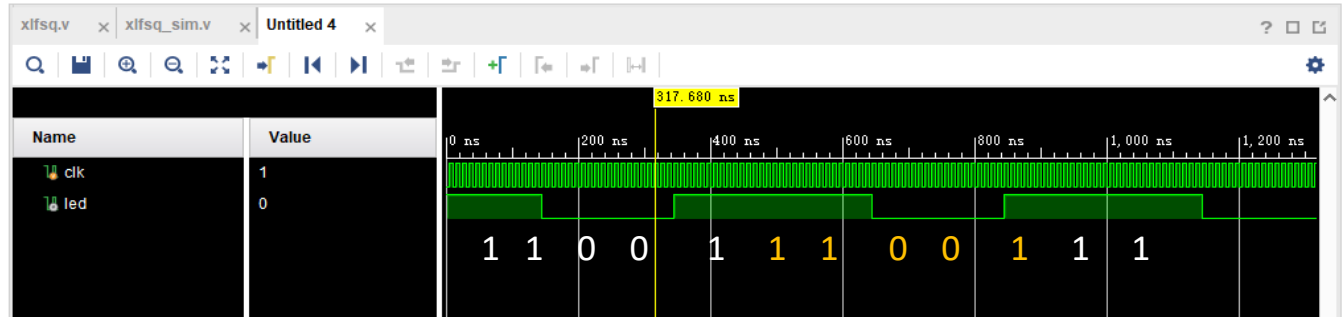 xlfsq.v xlfsq_sim.v Untitled 4
317.680 ns
Name Value
0 ns 200 ns 400 ns 600 ns 800 ns 1,000 ns 1,200 ns
clk 1
led 0
1 1 0 0 1 1 1 0 0 1 1 1